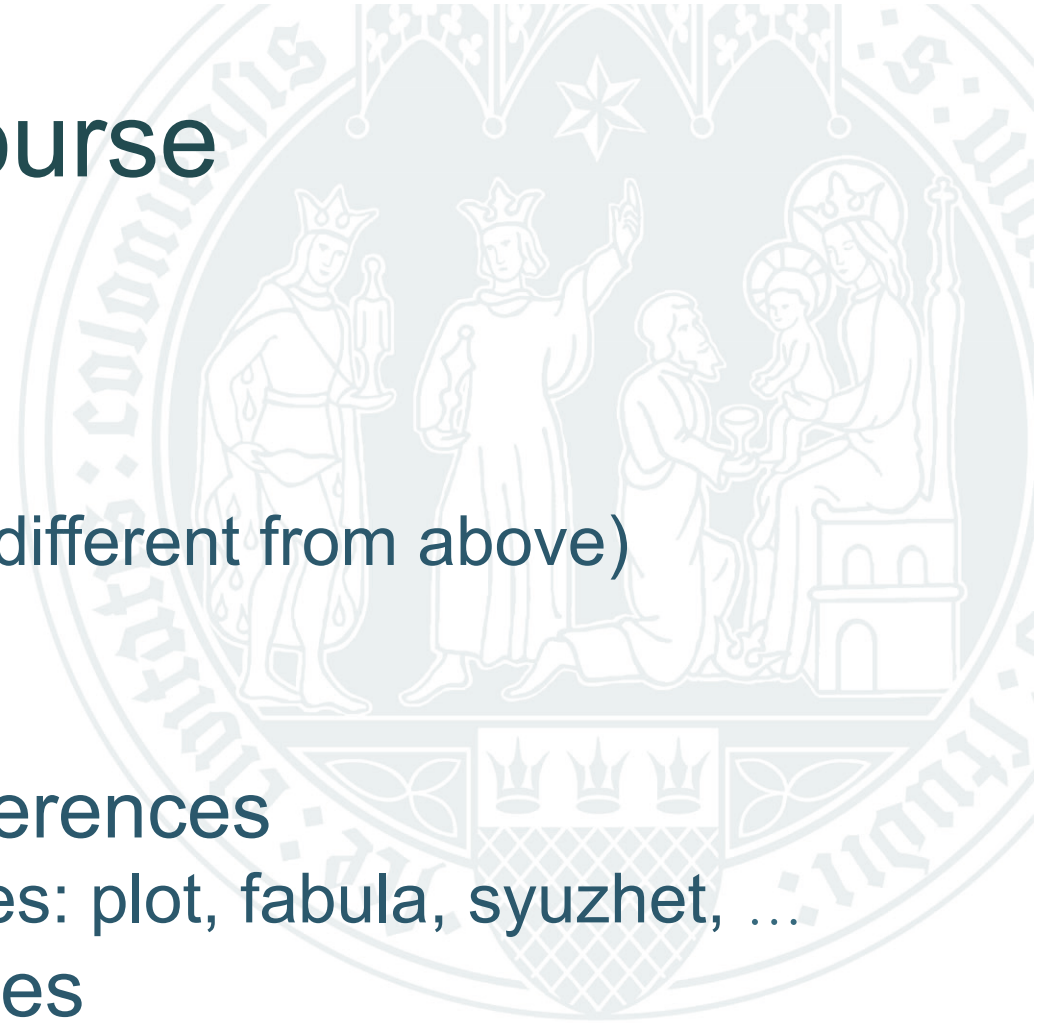 ourse
different from above)
erences
es: plot, fabula, syuzhet, …
es